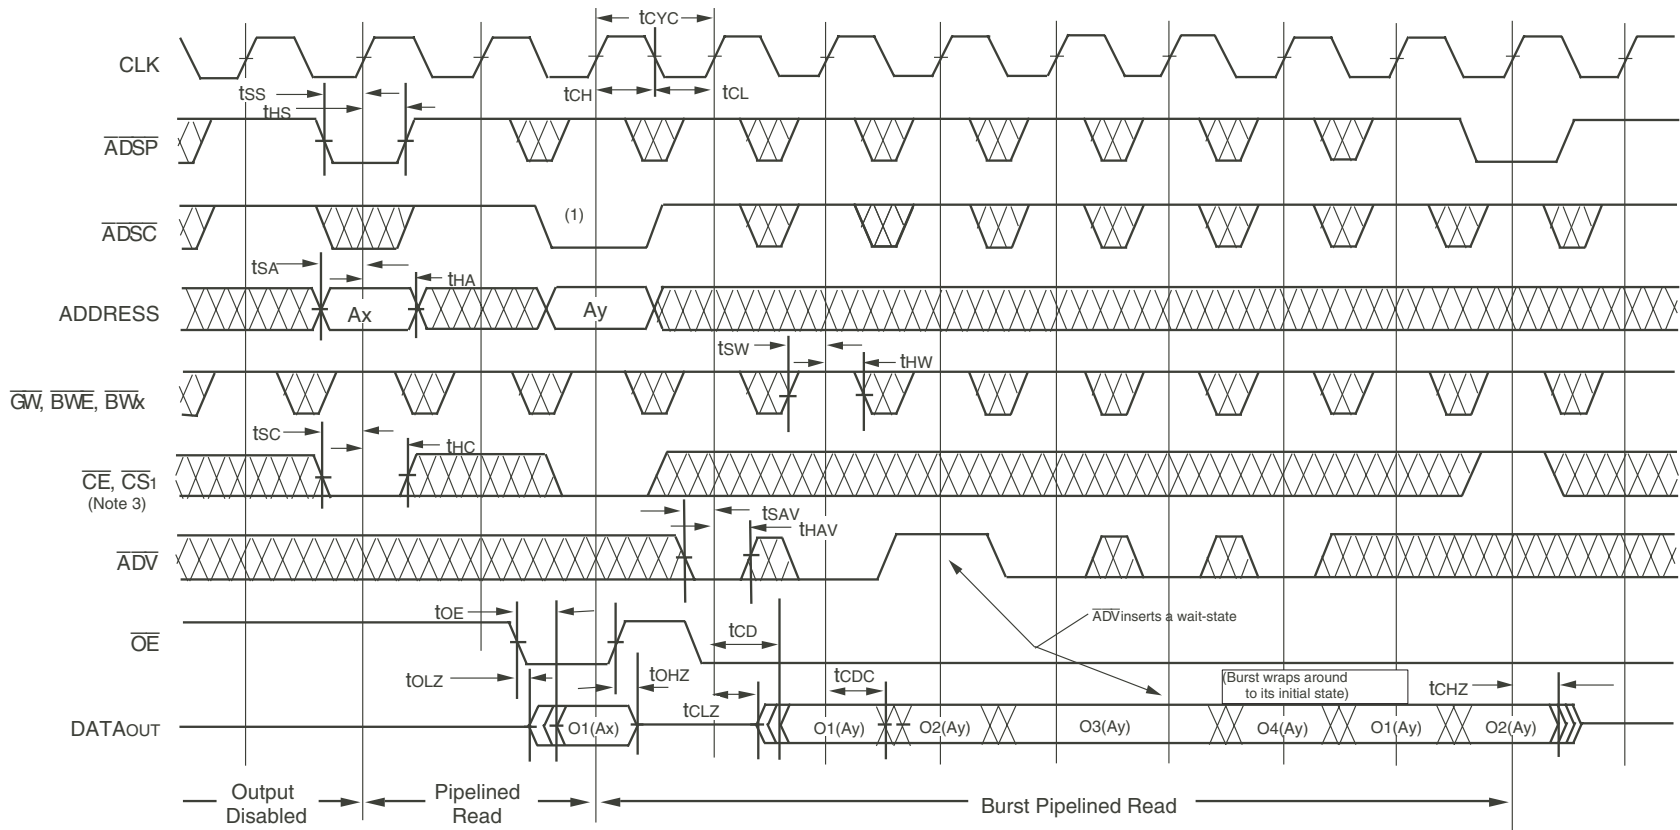 tCYC
CLK
tSS
tHS
tCH
tCL
ADSP
(1)
ADSC
tSA
tHA
ADDRESS
Ax
Ay
tSW
tHW
GW, BWE, BWx
tSC
tHC
CE, CS1
(Note 3)
tSAV
tHAV
ADV
tOE
ADV inserts a wait-state
OE
tCD
tOLZ
tOHZ
tCLZ
tCDC
(Burst wraps around
to its initial state)
tCHZ
DATAOUT
O1(Ax)
O1(Ay)
O2(Ay)
O3(Ay)
O4(Ay)
O1(Ay)
O2(Ay)
Output
Disabled
Pipelined
Read
Burst Pipelined Read